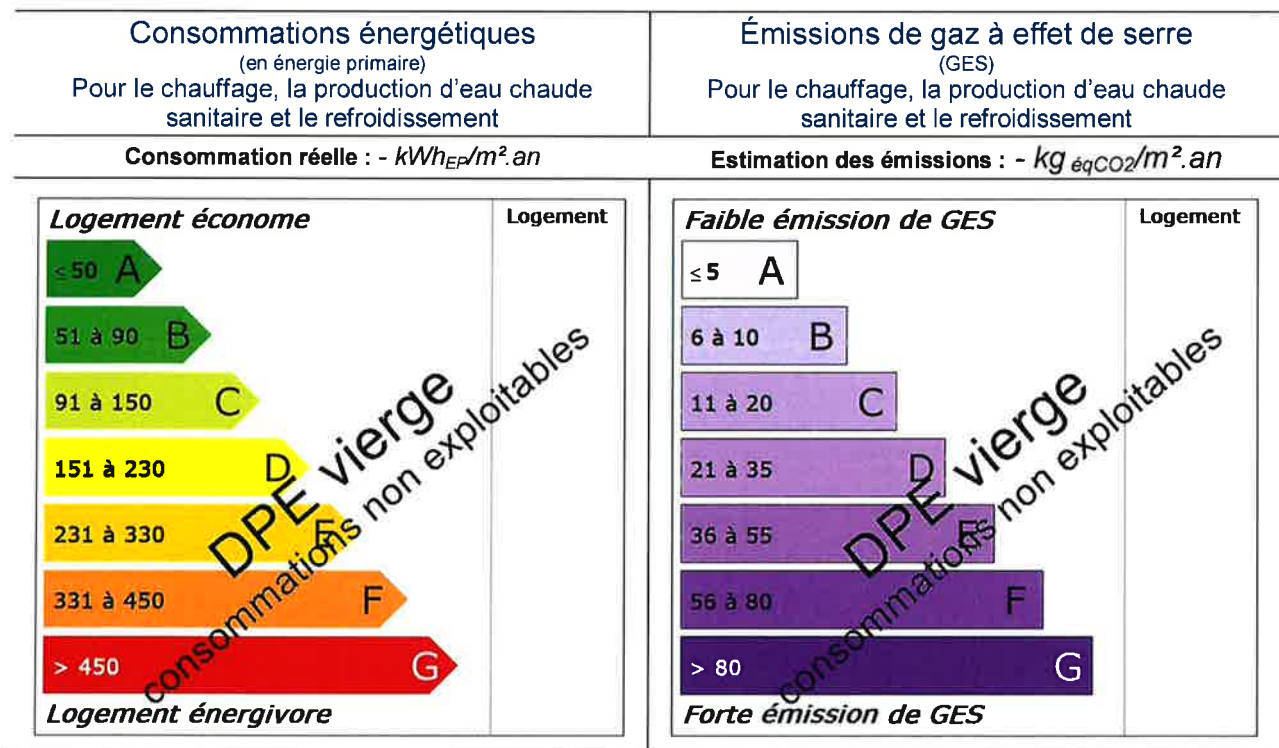 Consommations énergétiques
(en énergie primaire)
Pour le chauffage, la production d'eau chaude
sanitaire et le refroidissement
Consommation réelle : - kWhEP/m².an
Logement économe
Logement
≤ 50 A
51 à 90 B
91 à 150 C
151 à 230 D
231 à 330 E
331 à 450 F
> 450 G
Logement énergivore
DPE vierge
consommations non exploitables
Émissions de gaz à effet de serre
(GES)
Pour le chauffage, la production d'eau chaude
sanitaire et le refroidissement
Estimation des émissions : - kg éqCO2/m².an
Faible émission de GES
Logement
≤ 5 A
6 à 10 B
11 à 20 C
21 à 35 D
36 à 55 E
56 à 80 F
> 80 G
Forte émission de GES
DPE vierge
consommations non exploitables